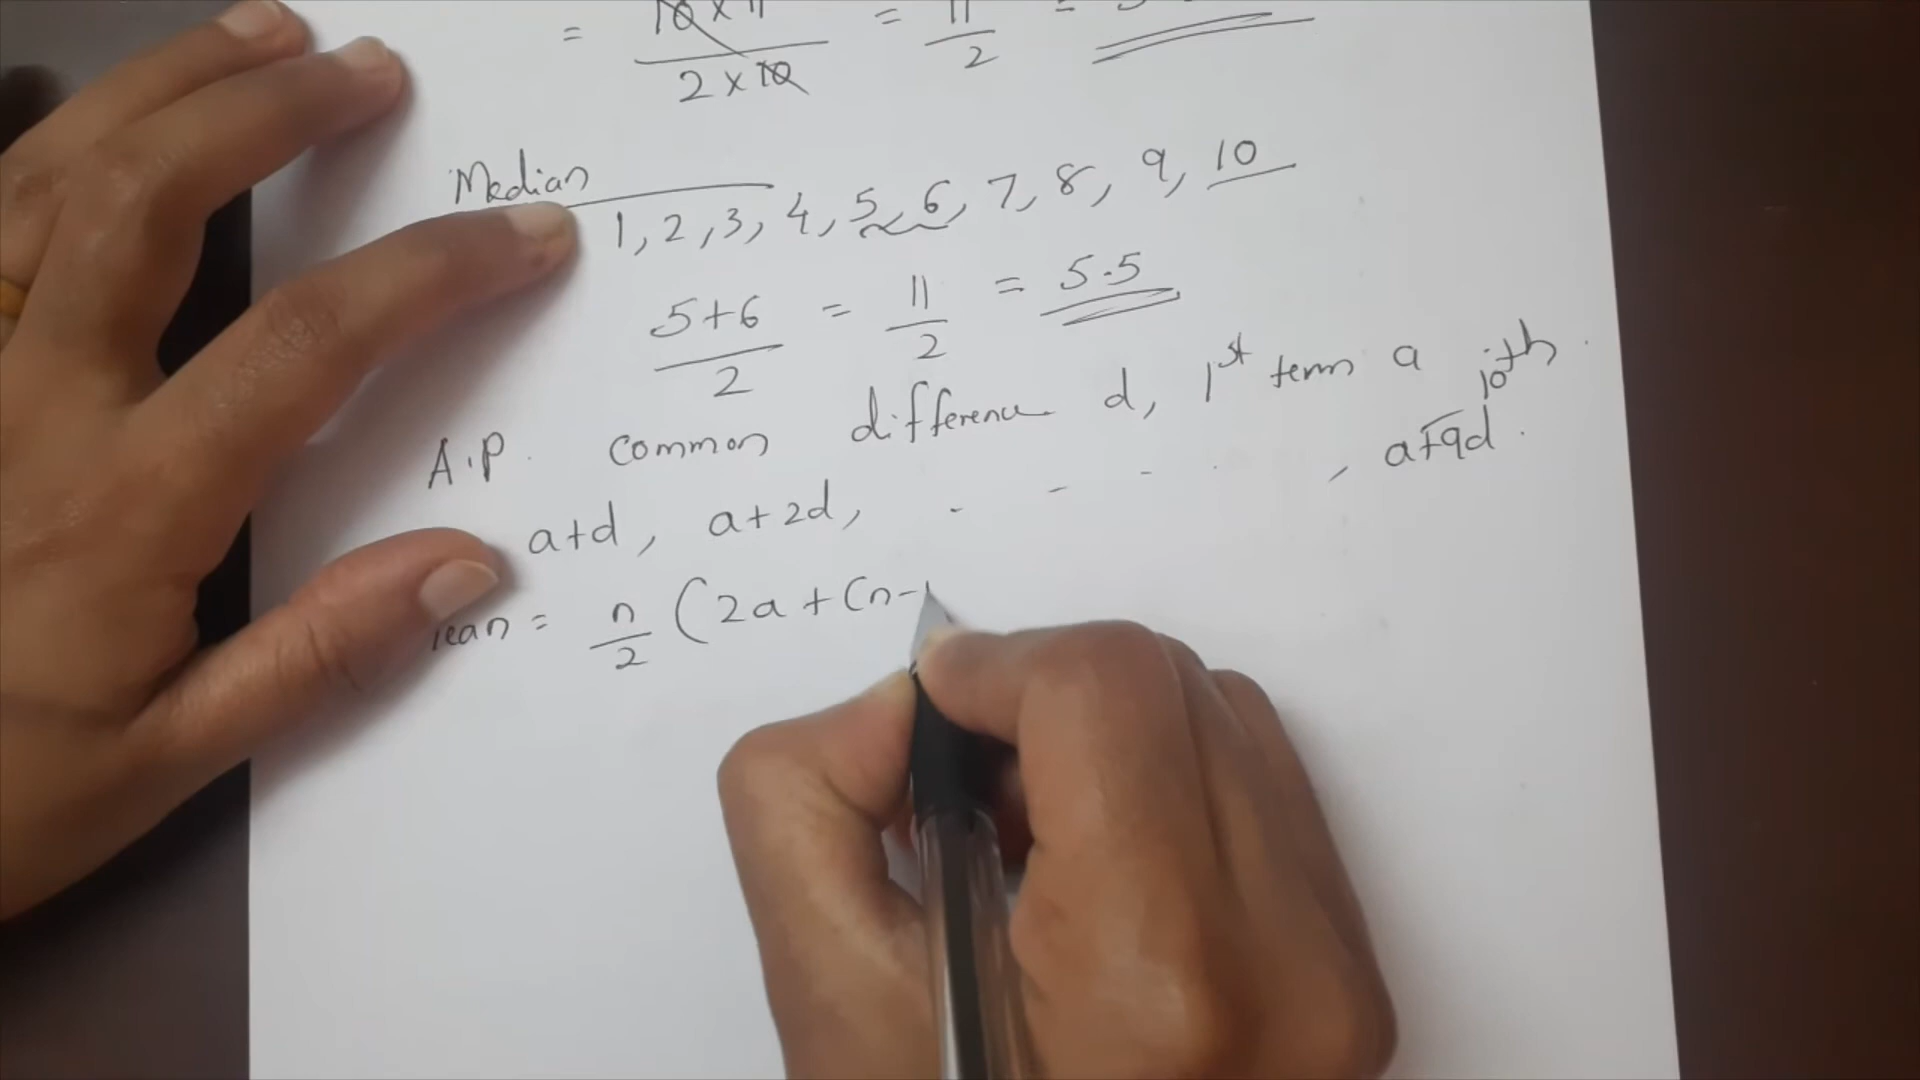 = 10 x 11 / 2 x 10 = 11 / 2 =
Median
1, 2, 3, 4, 5, 6, 7, 8, 9, 10
5+6 / 2 = 11 / 2 = 5.5
A.P. Common difference d, 1st term a 10th
a+d, a+2d, . - - . , a+9d.
= n / 2 (2a + (n-